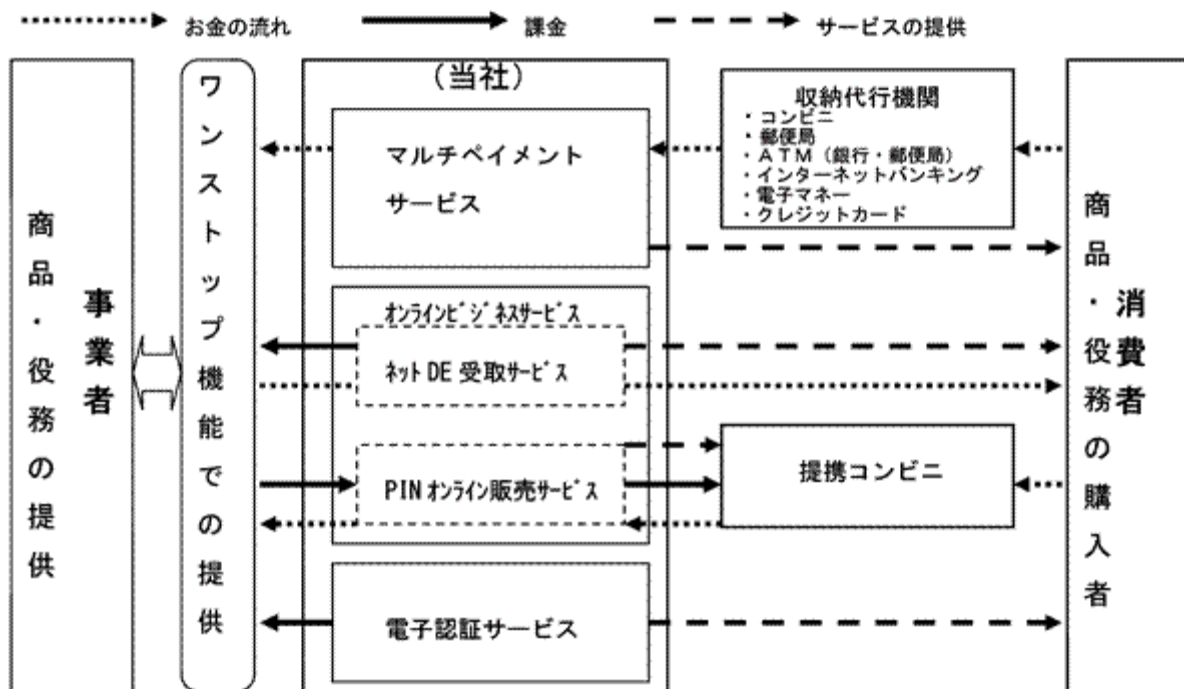 お金の流れ
課金
サービスの提供
商品・役務の提供
事業者
ワンストップ機能での提供
(当社)
マルチペイメント
サービス
オンラインビジネスサービス
ネットDE受取サービス
PINオンライン販売サービス
電子認証サービス
収納代行機関
・コンビニ
・郵便局
・ATM(銀行・郵便局)
・インターネットバンキング
・電子マネー
・クレジットカード
提携コンビニ
消費者
商品・役務の購入者